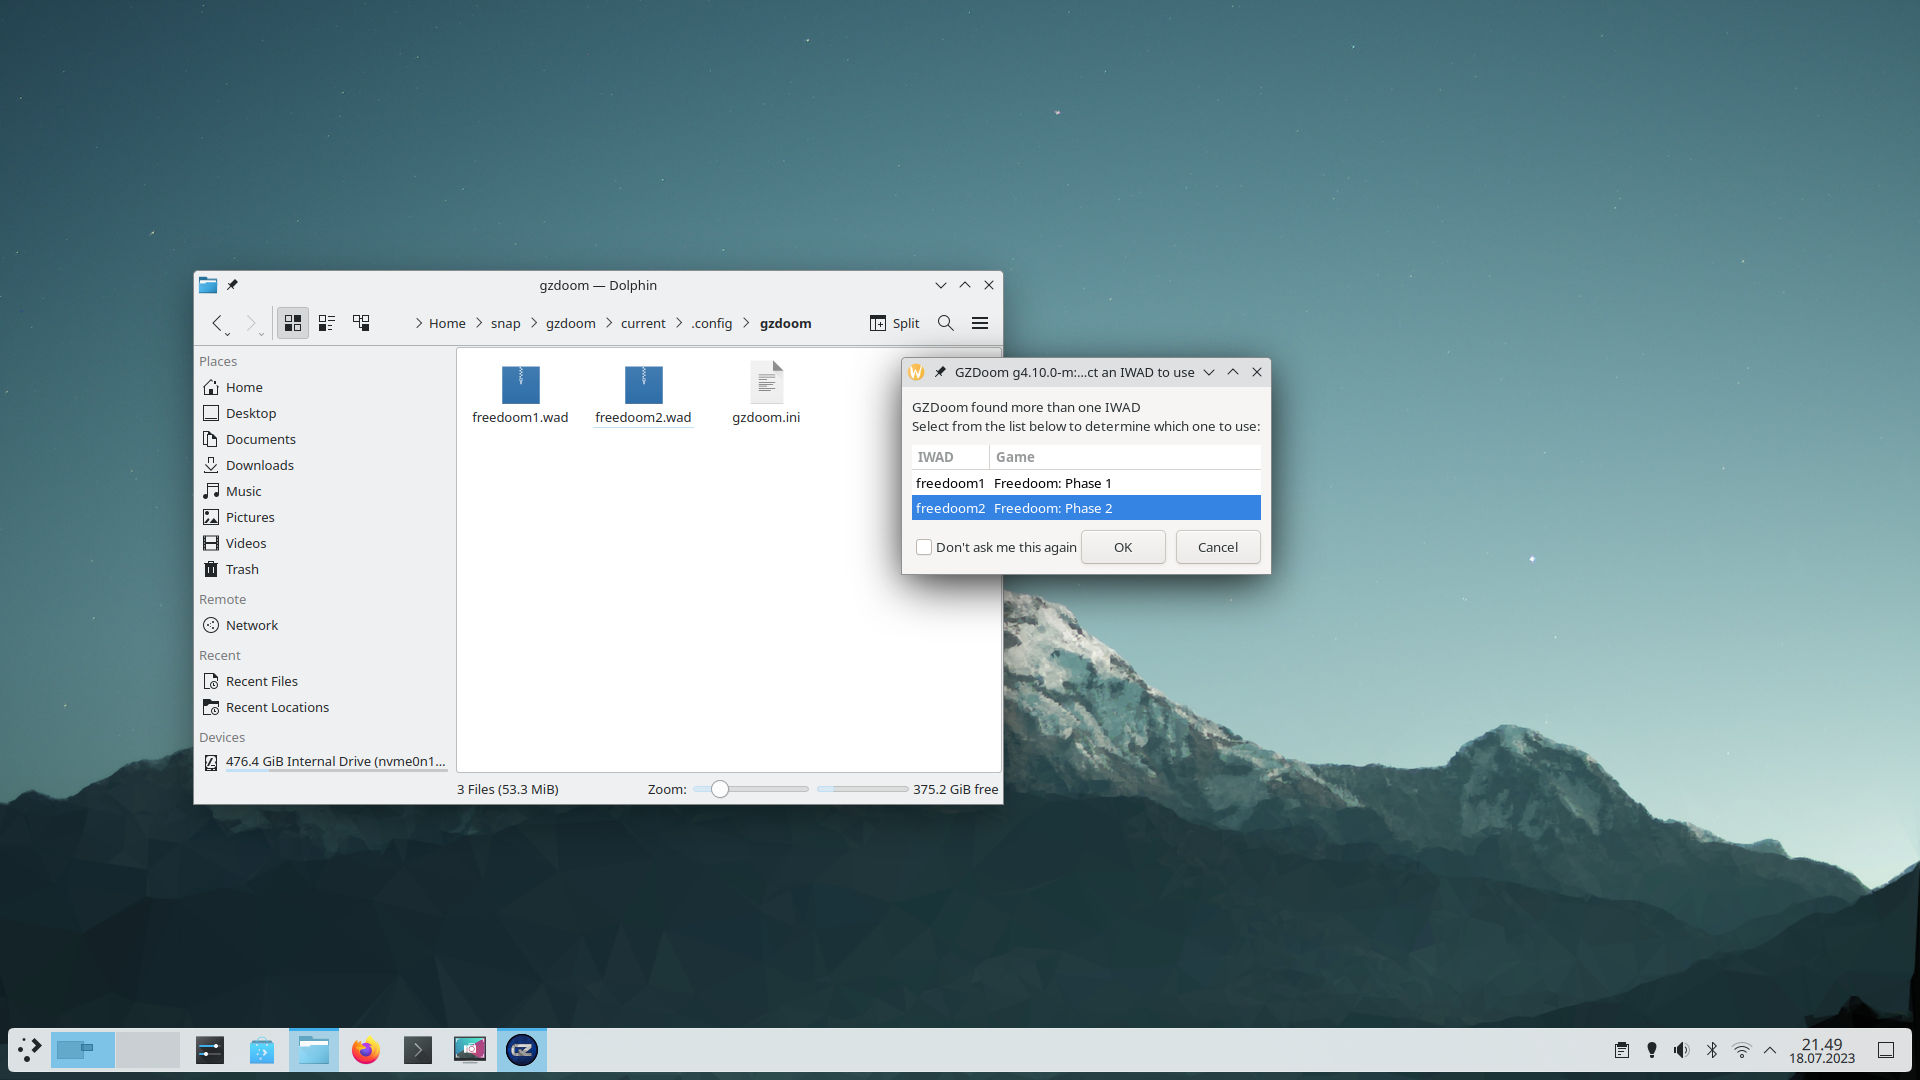 gzdoom — Dolphin
Home snap gzdoom current .config gzdoom
Split
Places
Home
Desktop
Documents
Downloads
Music
Pictures
Videos
Trash
Remote
Network
Recent
Recent Files
Recent Locations
Devices
476.4 GiB Internal Drive (nvme0n1...
freedoom1.wad freedoom2.wad gzdoom.ini
3 Files (53.3 MiB) Zoom: 375.2 GiB free
GZDoom g4.10.0-m:...ct an IWAD to use
GZDoom found more than one IWAD
Select from the list below to determine which one to use:
IWAD Game
freedoom1 Freedoom: Phase 1
freedoom2 Freedoom: Phase 2
Don't ask me this again OK Cancel
GZ
21.49
18.07.2023